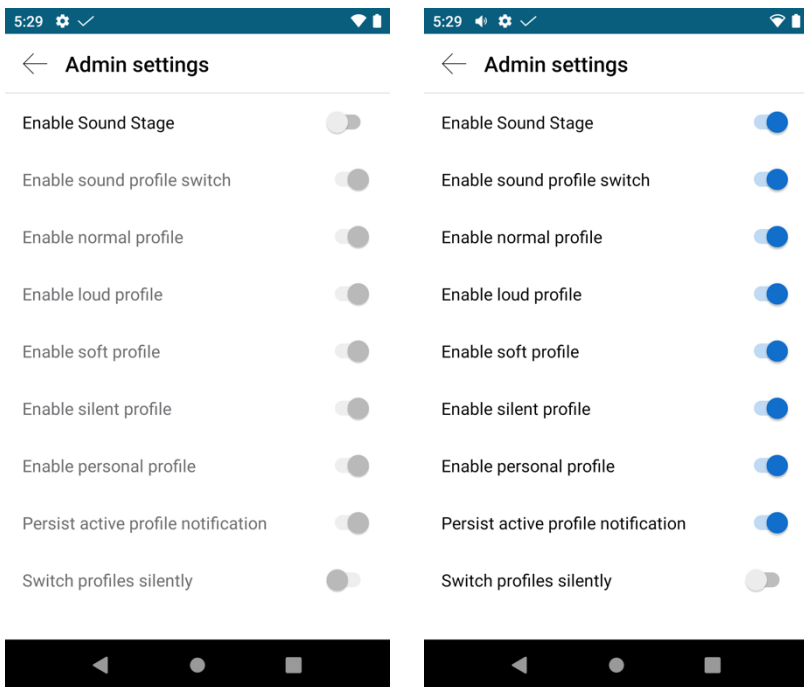 5:29
Admin settings
Enable Sound Stage
Enable sound profile switch
Enable normal profile
Enable loud profile
Enable soft profile
Enable silent profile
Enable personal profile
Persist active profile notification
Switch profiles silently
5:29
Admin settings
Enable Sound Stage
Enable sound profile switch
Enable normal profile
Enable loud profile
Enable soft profile
Enable silent profile
Enable personal profile
Persist active profile notification
Switch profiles silently